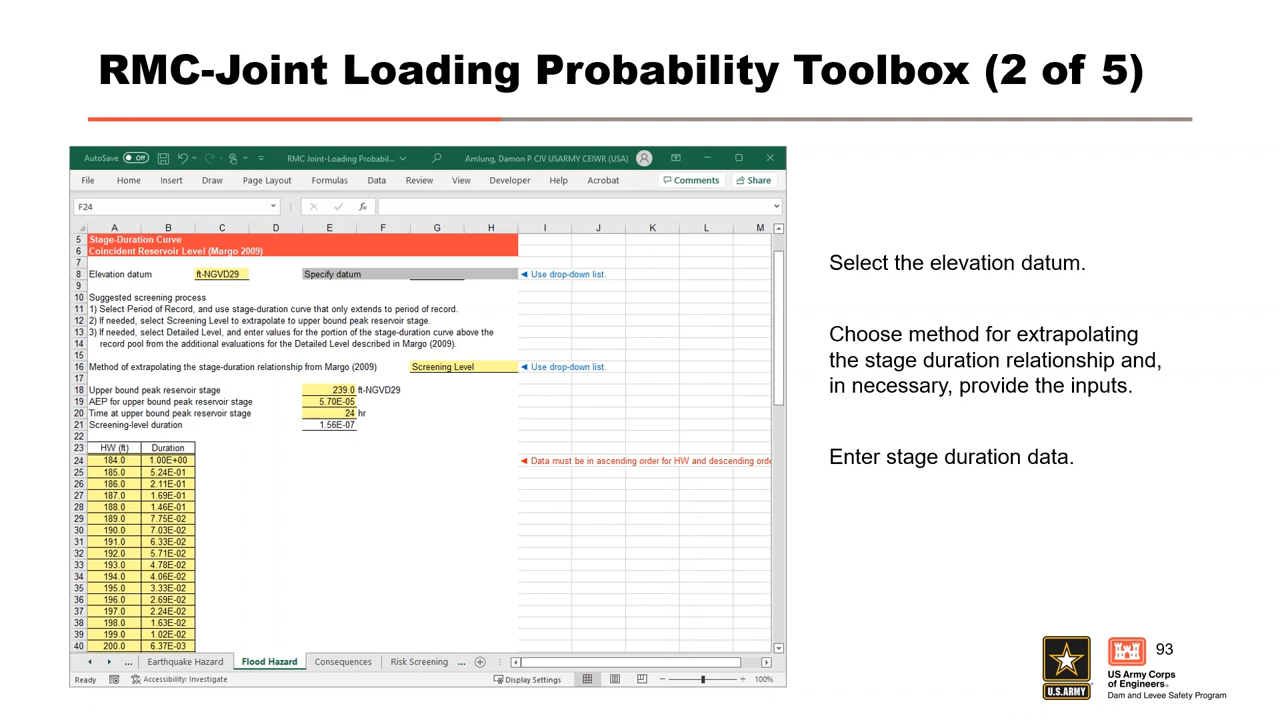 RMC-Joint Loading Probability Toolbox (2 of 5)
AutoSave Off RMC Joint-Loading Probabil... Amlung, Damon P CIV USARMY CEIWR (USA)
File Home Insert Draw Page Layout Formulas Data Review View Developer Help Acrobat Comments Share
F24 fx
A B C D E F G H I J K L M
5 Stage-Duration Curve
6 Coincident Reservoir Level (Margo 2009)
7
8 Elevation datum ft-NGVD29 Specify datum ◄ Use drop-down list.
9
10 Suggested screening process
11 1) Select Period of Record, and use stage-duration curve that only extends to period of record.
12 2) If needed, select Screening Level to extrapolate to upper bound peak reservoir stage.
13 3) If needed, select Detailed Level, and enter values for the portion of the stage-duration curve above the
14 record pool from the additional evaluations for the Detailed Level described in Margo (2009).
15
16 Method of extrapolating the stage-duration relationship from Margo (2009) Screening Level ◄ Use drop-down list.
17
18 Upper bound peak reservoir stage 239.0 ft-NGVD29
19 AEP for upper bound peak reservoir stage 5.70E-05
20 Time at upper bound peak reservoir stage 24 hr
21 Screening-level duration 1.56E-07
22
23 HW (ft) Duration
24 184.0 1.00E+00 ◄ Data must be in ascending order for HW and descending orde
25 185.0 5.24E-01
26 186.0 2.11E-01
27 187.0 1.69E-01
28 188.0 1.46E-01
29 189.0 7.75E-02
30 190.0 7.03E-02
31 191.0 6.33E-02
32 192.0 5.71E-02
33 193.0 4.78E-02
34 194.0 4.06E-02
35 195.0 3.33E-02
36 196.0 2.69E-02
37 197.0 2.24E-02
38 198.0 1.63E-02
39 199.0 1.02E-02
40 200.0 6.37E-03
... Earthquake Hazard Flood Hazard Consequences Risk Screening ...
Ready Accessibility: Investigate Display Settings 100%
Select the elevation datum.
Choose method for extrapolating
the stage duration relationship and,
in necessary, provide the inputs.
Enter stage duration data.
U.S.ARMY
US Army Corps
of Engineers®
Dam and Levee Safety Program
93